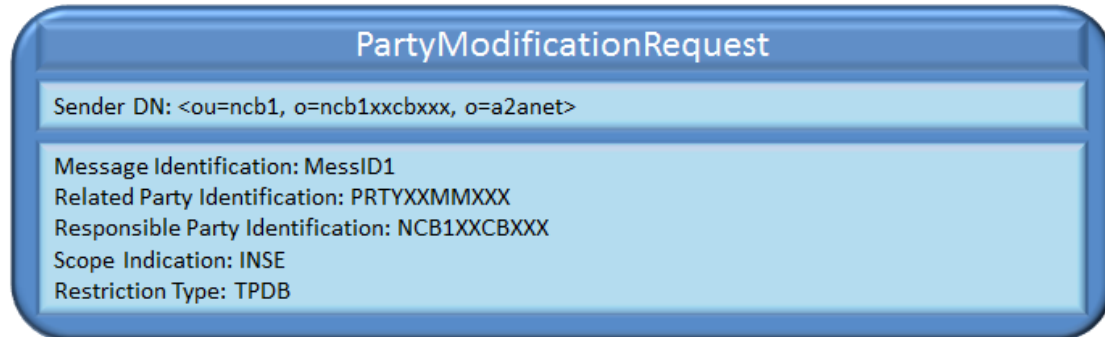 PartyModificationRequest
Sender DN: <ou=ncb1, o=ncb1xxcbxxx, o=a2anet>
Message Identification: MessID1
Related Party Identification: PRTYXXMMXXX
Responsible Party Identification: NCB1XXCBXXX
Scope Indication: INSE
Restriction Type: TPDB